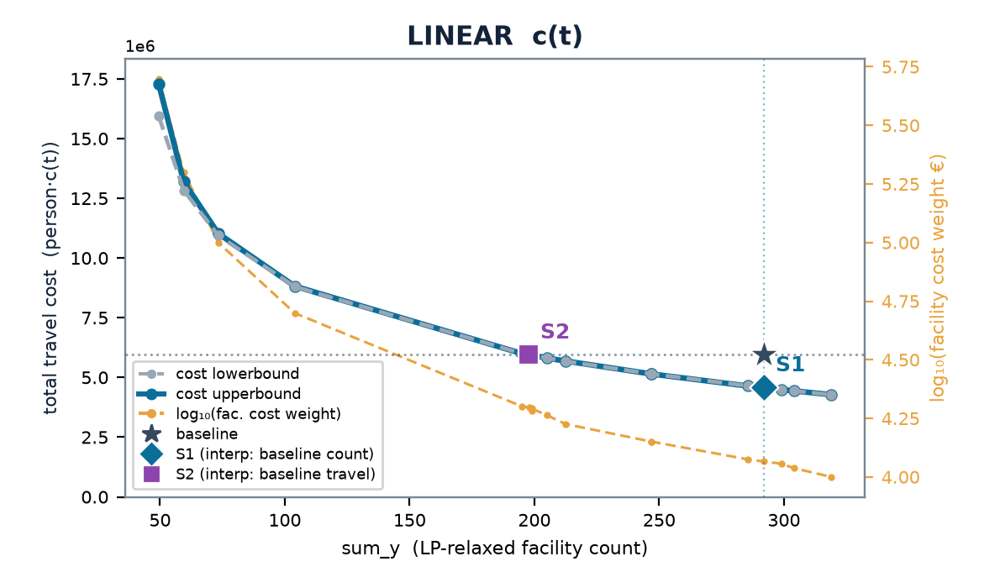 LINEAR c(t)
1e6
17.5
15.0
12.5
10.0
7.5
5.0
2.5
0.0
total travel cost (person·c(t))
5.75
5.50
5.25
5.00
4.75
4.50
4.25
4.00
log₁₀(facility cost weight €)
S2
S1
cost lowerbound
cost upperbound
log₁₀(fac. cost weight)
baseline
S1 (interp: baseline count)
S2 (interp: baseline travel)
50
100
150
200
250
300
sum_y (LP-relaxed facility count)